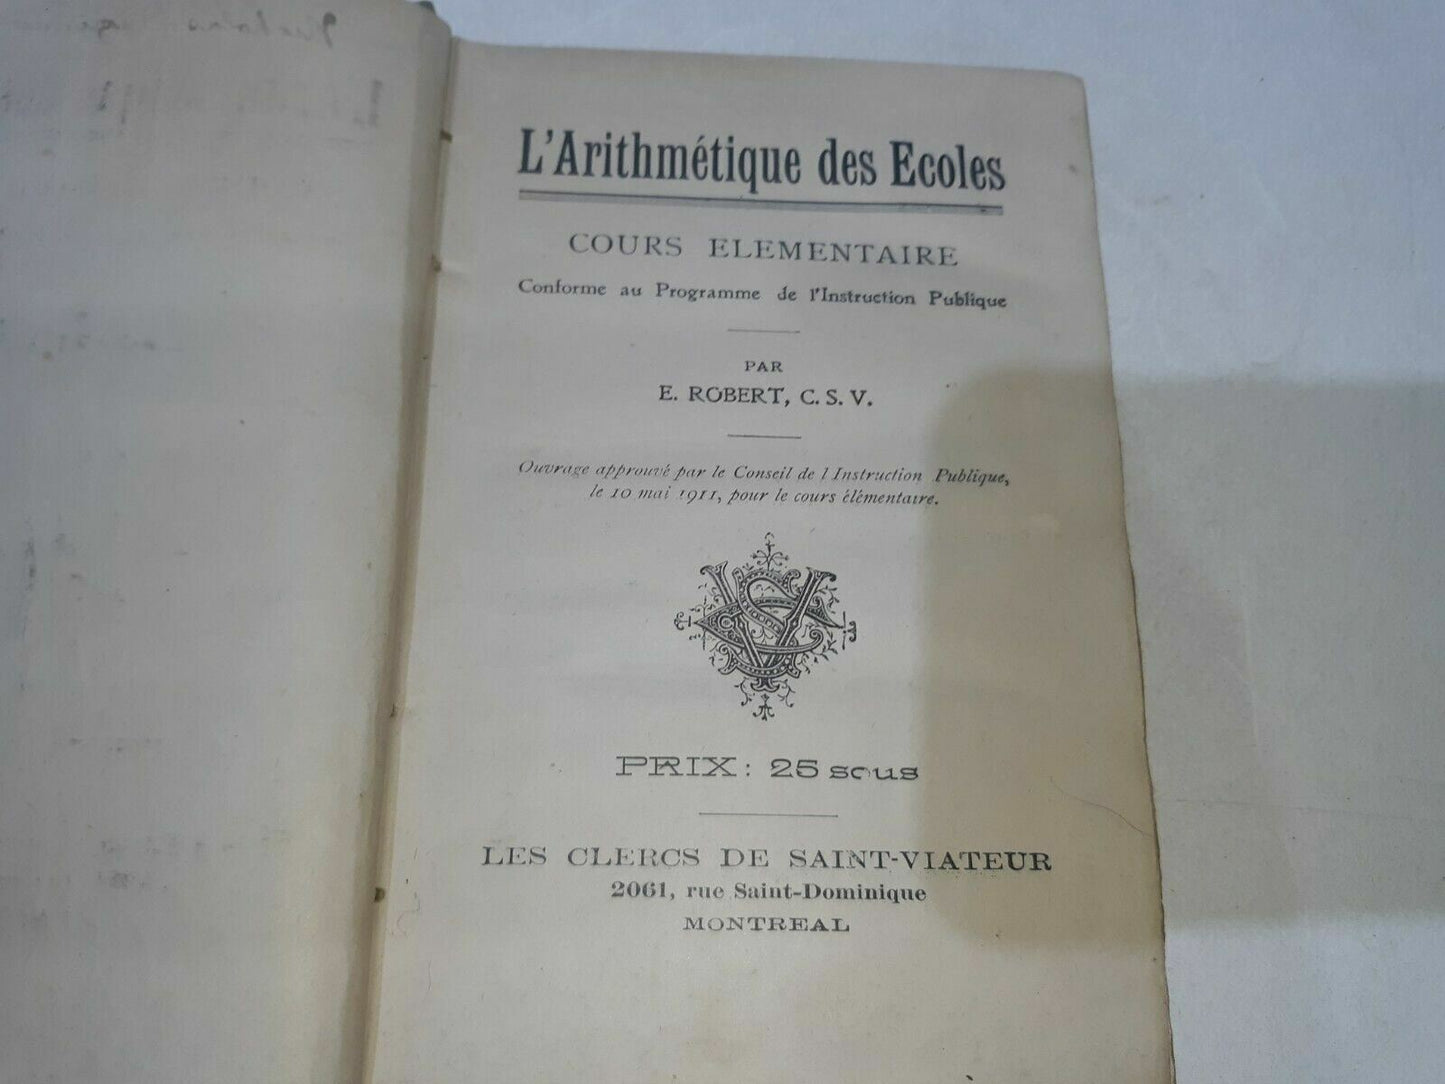 L'Arithmétique des Ecoles
COURS ELEMENTAIRE
Conforme au Programme de l'Instruction Publique
PAR
E. ROBERT, C. S. V.
Ouvrage approuvé par le Conseil de l Instruction Publique,
le 10 mai 1911, pour le cours élémentaire.
PRIX: 25 sous
LES CLERCS DE SAINT-VIATEUR
2061, rue Saint-Dominique
MONTREAL